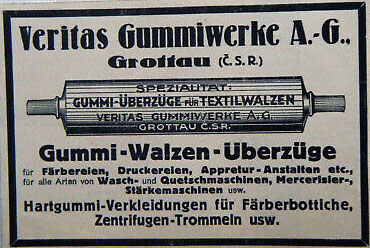 Veritas Gummiwerke A.-G.,
Grottau (Č.S.R.)
SPEZIALITÄT:
GUMMI-ÜBERZÜGE FÜR TEXTILWALZEN
VERITAS GUMMIWERKE A.G.
GROTTAU Č.S.R.
Gummi-Walzen-Überzüge
für Färbereien, Druckereien, Appretur-Anstalten etc.,
für alle Arten von Wasch- und Quetschmaschinen, Mercerisier-,
Stärkemaschinen usw.
Hartgummi-Verkleidungen für Färberbottiche,
Zentrifugen-Trommeln usw.